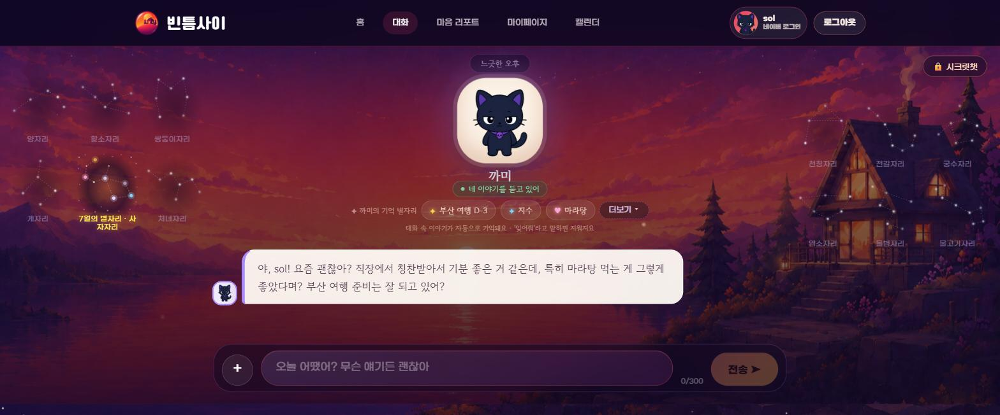 빈틈사이
홈 대화 마음 리포트 마이페이지 캘린더
sol
네이버 로그인
로그아웃
느긋한 오후
🔒 시크릿챗
양자리 황소자리 쌍둥이자리
게자리 7월의 별자리 · 사
자자리 처녀자리
천칭자리 전갈자리 궁수자리
염소자리 물병자리 물고기자리
까미
네 이야기를 듣고 있어
✦ 까미의 기억 별자리 ✦ 부산 여행 D-3 ✦ 지수 ♥ 마라탕 더보기 ▾
대화 속 이야기가 자동으로 기억돼요 · '잊어줘'라고 말하면 지워져요
야, sol! 요즘 괜찮아? 직장에서 칭찬받아서 기분 좋은 거 같은데, 특히 마라탕 먹는 게 그렇게
좋았다며? 부산 여행 준비는 잘 되고 있어?
+ 오늘 어땠어? 무슨 얘기든 괜찮아
0/300
전송 ➤